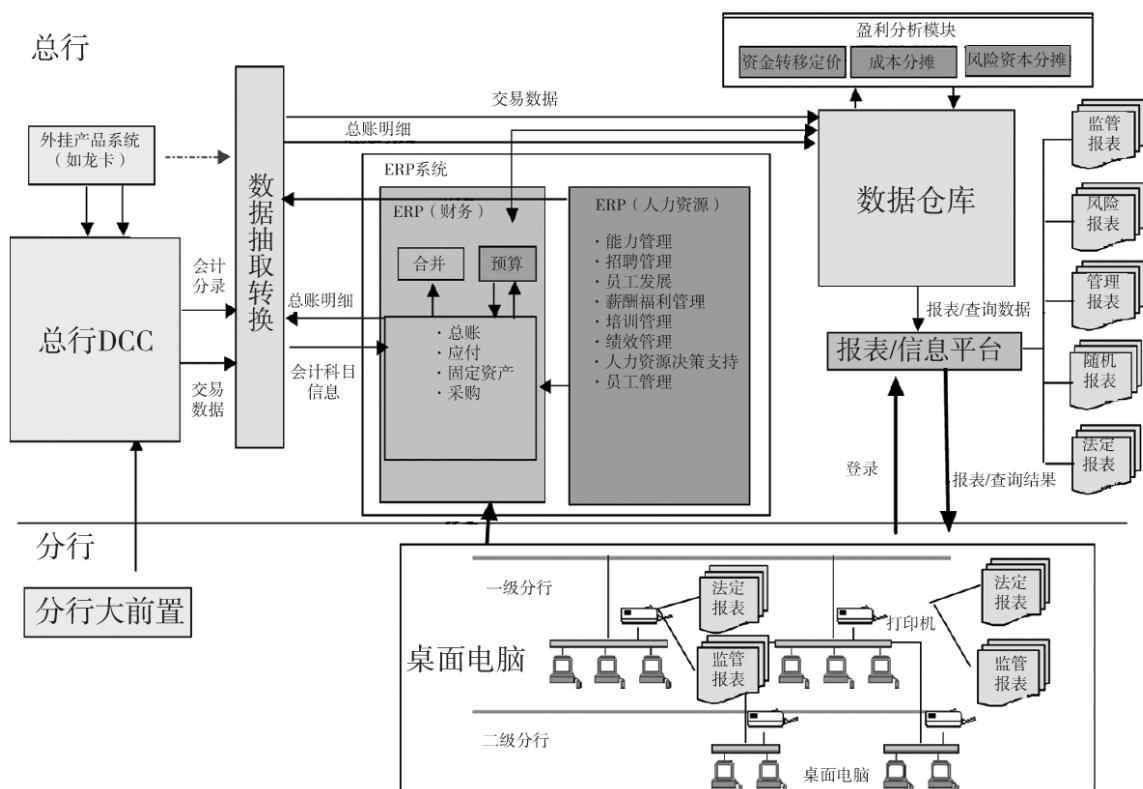 总行
盈利分析模块
资金转移定价
成本分摊
风险资本分摊
交易数据
总账明细
外挂产品系统
（如龙卡）
数据抽取转换
ERP系统
ERP（财务）
合并
预算
· 总账
· 应付
· 固定资产
· 采购
ERP（人力资源）
· 能力管理
· 招聘管理
· 员工发展
· 薪酬福利管理
· 培训管理
· 绩效管理
· 人力资源决策支持
· 员工管理
数据仓库
监管
报表
风险
报表
管理
报表
随机
报表
法定
报表
会计
分录
总账明细
总行DCC
交易
数据
会计科目
信息
报表/查询数据
报表/信息平台
登录
报表/查询结果
分行
分行大前置
一级分行
法定
报表
监管
报表
打印机
法定
报表
监管
报表
桌面电脑
二级分行
桌面电脑